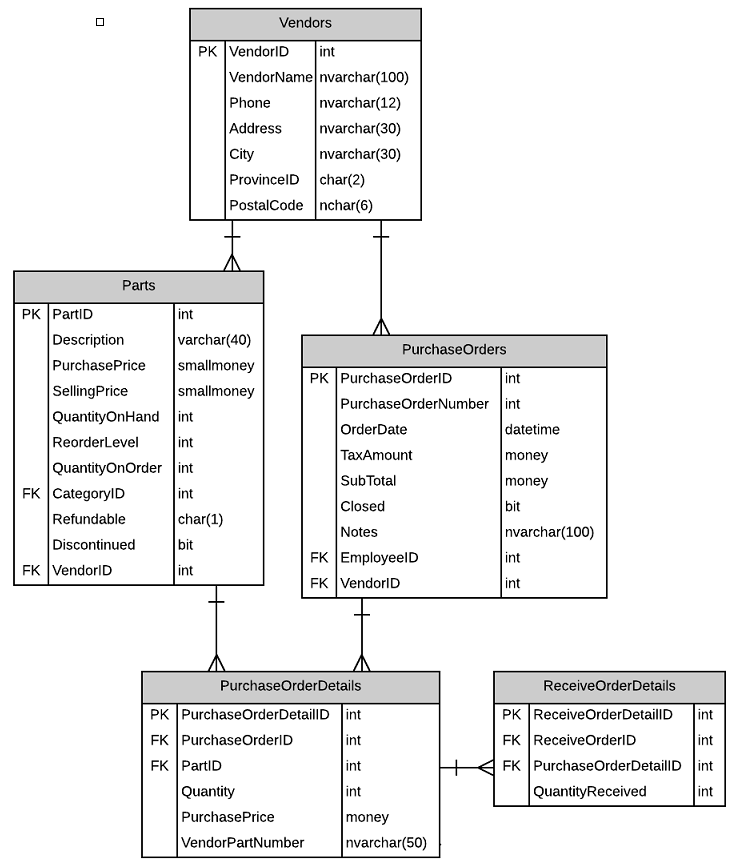 Vendors
PK VendorID int
VendorName nvarchar(100)
Phone nvarchar(12)
Address nvarchar(30)
City nvarchar(30)
ProvinceID char(2)
PostalCode nchar(6)
Parts
PK PartID int
Description varchar(40)
PurchasePrice smallmoney
SellingPrice smallmoney
QuantityOnHand int
ReorderLevel int
QuantityOnOrder int
FK CategoryID int
Refundable char(1)
Discontinued bit
FK VendorID int
PurchaseOrders
PK PurchaseOrderID int
PurchaseOrderNumber int
OrderDate datetime
TaxAmount money
SubTotal money
Closed bit
Notes nvarchar(100)
FK EmployeeID int
FK VendorID int
PurchaseOrderDetails
PK PurchaseOrderDetailID int
FK PurchaseOrderID int
FK PartID int
Quantity int
PurchasePrice money
VendorPartNumber nvarchar(50)
ReceiveOrderDetails
PK ReceiveOrderDetailID int
FK ReceiveOrderID int
FK PurchaseOrderDetailID int
QuantityReceived int